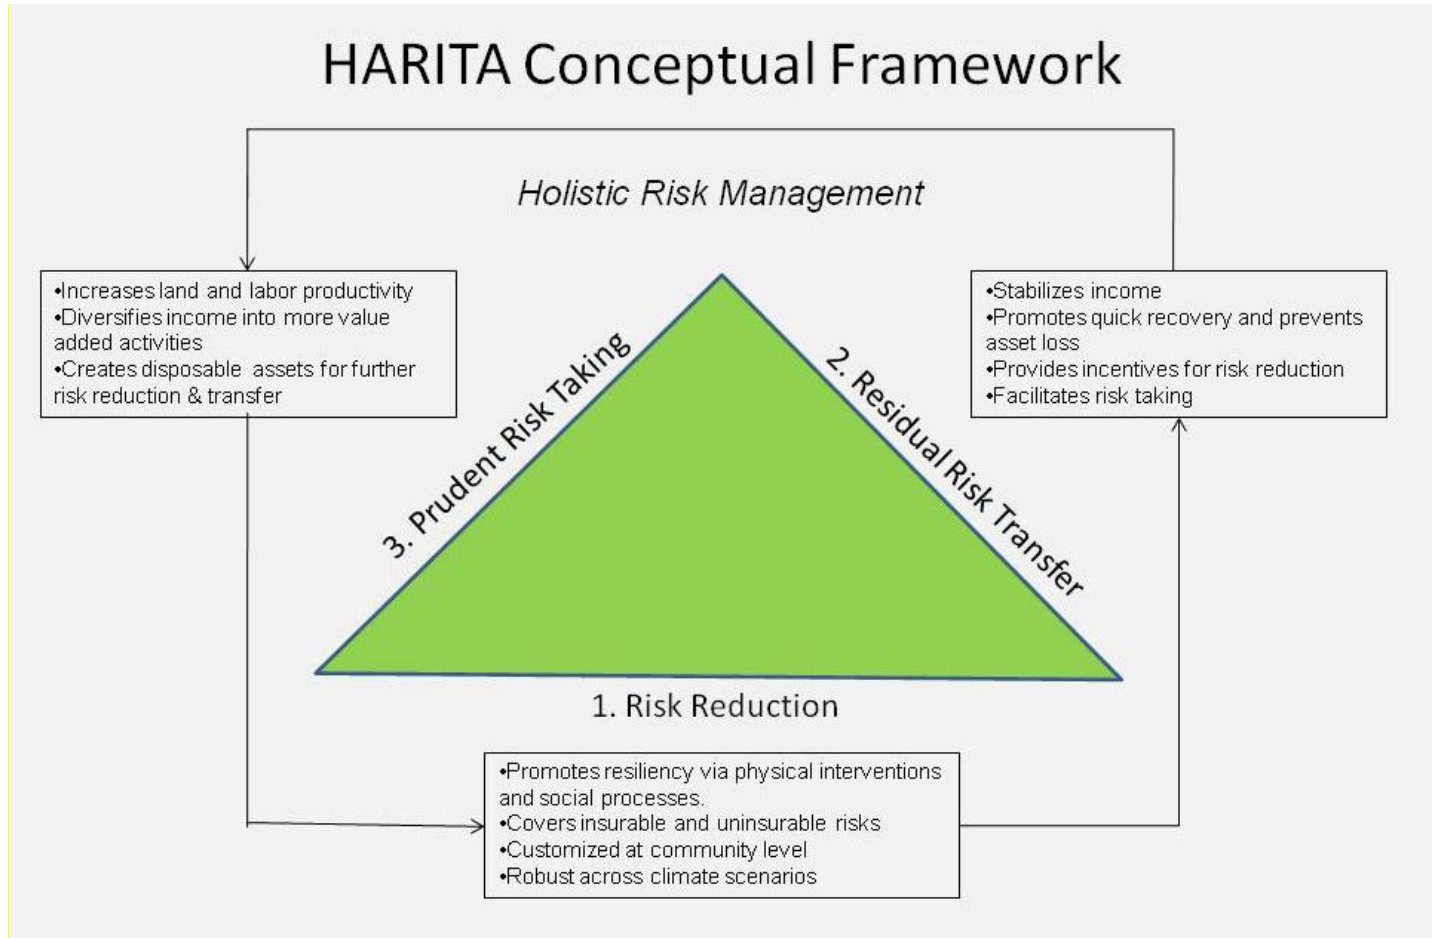 HARITA Conceptual Framework
Holistic Risk Management
•Increases land and labor productivity
•Diversifies income into more value
added activities
•Creates disposable assets for further
risk reduction & transfer
•Stabilizes income
•Promotes quick recovery and prevents
asset loss
•Provides incentives for risk reduction
•Facilitates risk taking
3. Prudent Risk Taking
2. Residual Risk Transfer
1. Risk Reduction
•Promotes resiliency via physical interventions
and social processes.
•Covers insurable and uninsurable risks
•Customized at community level
•Robust across climate scenarios